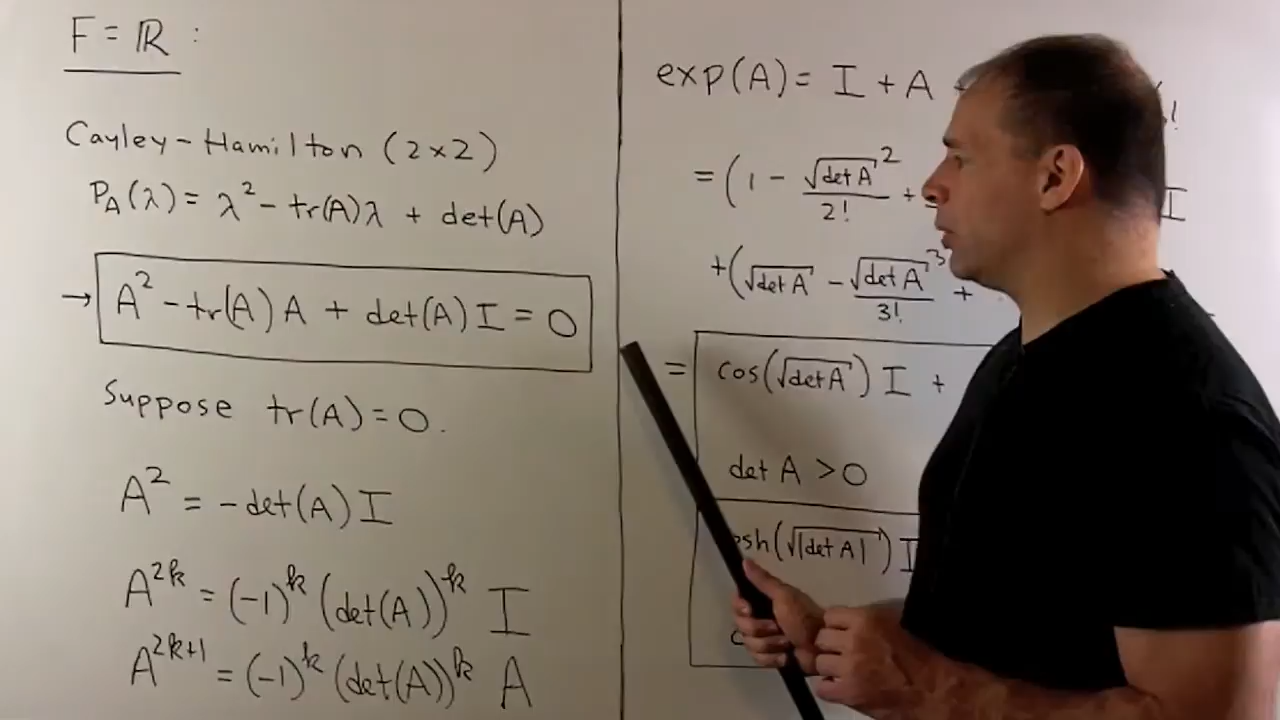 F = ℝ :
Cayley-Hamilton (2×2)
P_A(λ) = λ² - tr(A)λ + det(A)
→ A² - tr(A) A + det(A) I = 0
Suppose tr(A) = 0.
A² = -det(A) I
A^{2k} = (-1)^k (det(A))^k I
A^{2k+1} = (-1)^k (det(A))^k A
exp(A) = I + A
= (1 - √det A² / 2! + I
+ (√det A - √det A³ / 3! +
= cos(√det A) I +
det A > 0
√|det A|) I